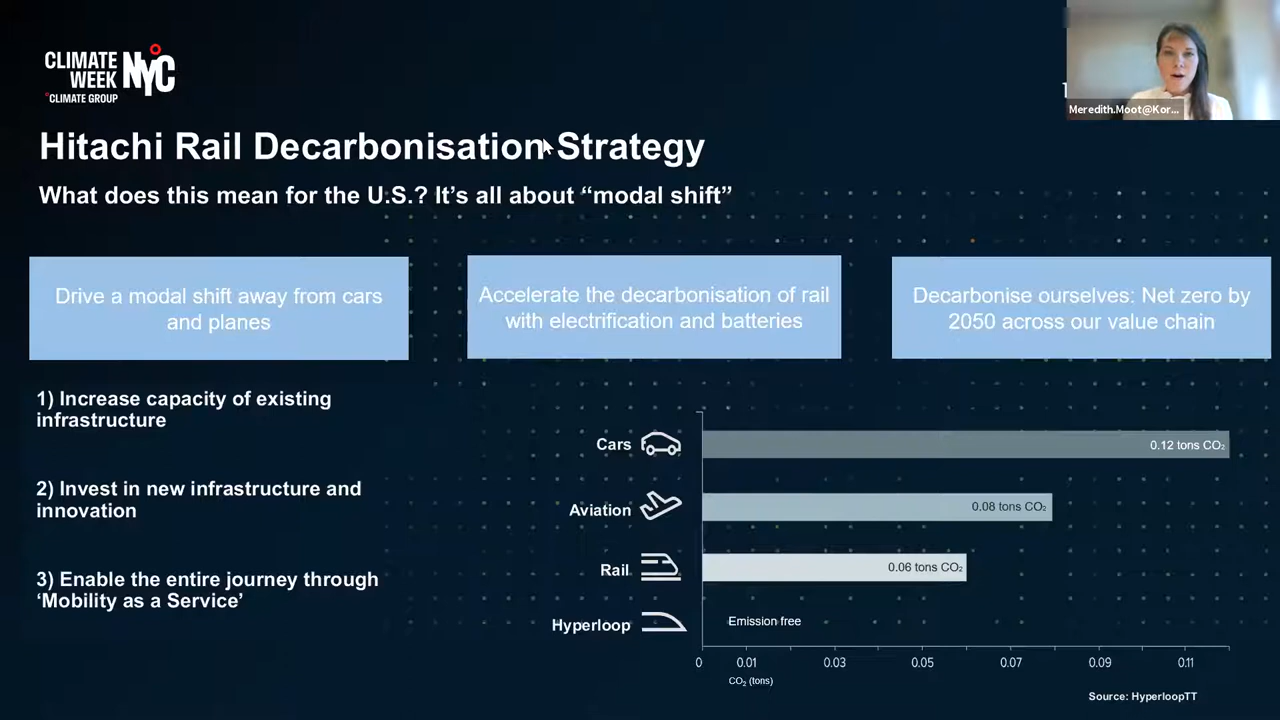 CLIMATE
WEEK
NYC
°CLIMATE GROUP
Meredith.Moot@Kor...
Hitachi Rail Decarbonisation Strategy
What does this mean for the U.S.? It’s all about “modal shift”
Drive a modal shift away from cars
and planes
Accelerate the decarbonisation of rail
with electrification and batteries
Decarbonise ourselves: Net zero by
2050 across our value chain
1) Increase capacity of existing
infrastructure
2) Invest in new infrastructure and
innovation
3) Enable the entire journey through
‘Mobility as a Service’
Cars
0.12 tons CO₂
Aviation
0.08 tons CO₂
Rail
0.06 tons CO₂
Hyperloop
Emission free
0 0.01 0.03 0.05 0.07 0.09 0.11
CO₂ (tons)
Source: HyperloopTT